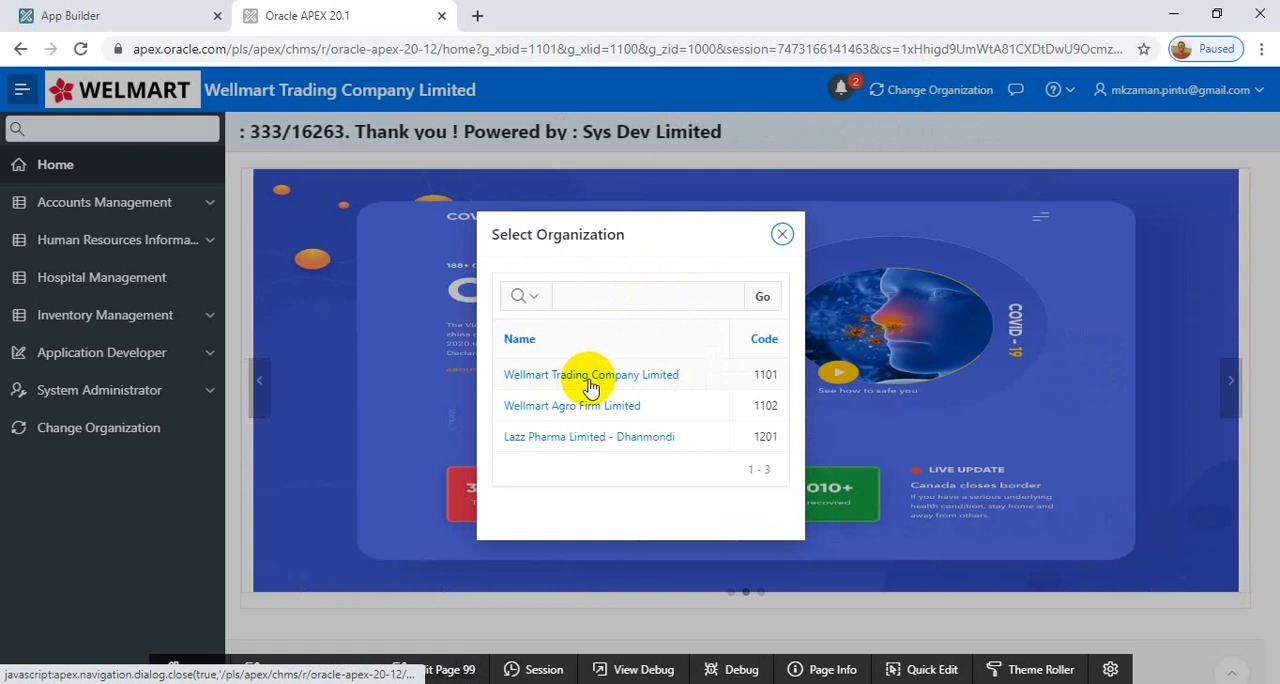 App Builder
Oracle APEX 20.1
apex.oracle.com/pls/apex/chms/r/oracle-apex-20-12/home?g_xbid=1101&g_xlid=1100&g_zid=1000&session=7473166141463&cs=1xHhigd9UmWtA81CXDtDwU9Ocmz...
Paused
WELMART
Wellmart Trading Company Limited
2
Change Organization
mkzaman.pintu@gmail.com
: 333/16263. Thank you ! Powered by : Sys Dev Limited
Home
Accounts Management
Human Resources Informa...
Hospital Management
Inventory Management
Application Developer
System Administrator
Change Organization
Select Organization
Go
Name
Code
Wellmart Trading Company Limited
1101
Wellmart Agro Firm Limited
1102
Lazz Pharma Limited - Dhanmondi
1201
1 - 3
COVID - 19
See how to safe you
LIVE UPDATE
Canada closes border
If you have a serious underlying
health condition, stay home and
away from others.
Session
View Debug
Debug
Page Info
Quick Edit
Theme Roller
javascript:apex.navigation.dialog.close(true,'/pls/apex/chms/r/oracle-apex-20-12/...
it Page 99